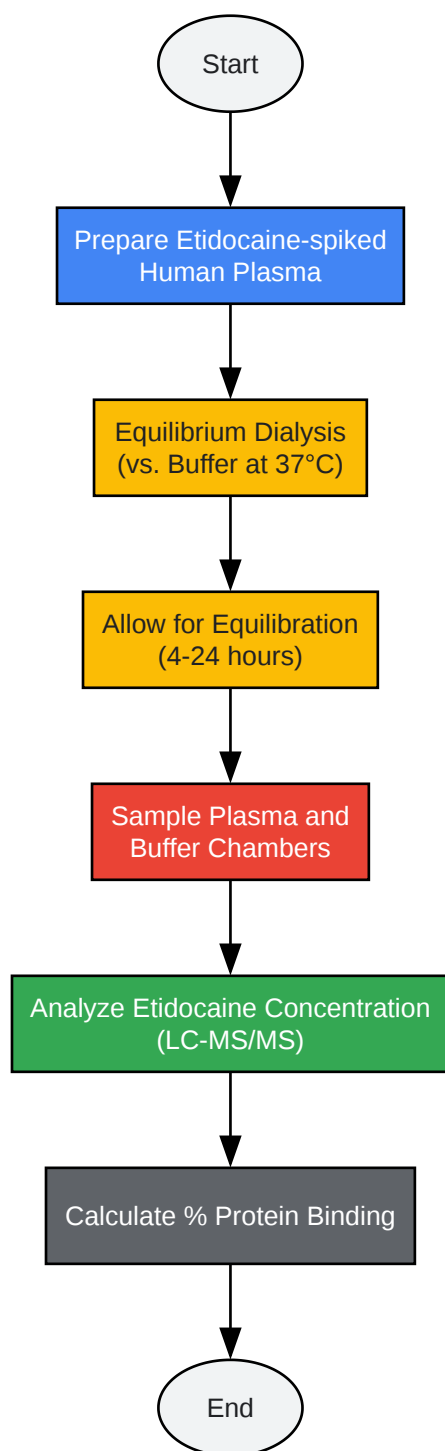 Start
Prepare Etidocaine-spiked
Human Plasma
Equilibrium Dialysis
(vs. Buffer at 37°C)
Allow for Equilibration
(4-24 hours)
Sample Plasma and
Buffer Chambers
Analyze Etidocaine Concentration
(LC-MS/MS)
Calculate % Protein Binding
End